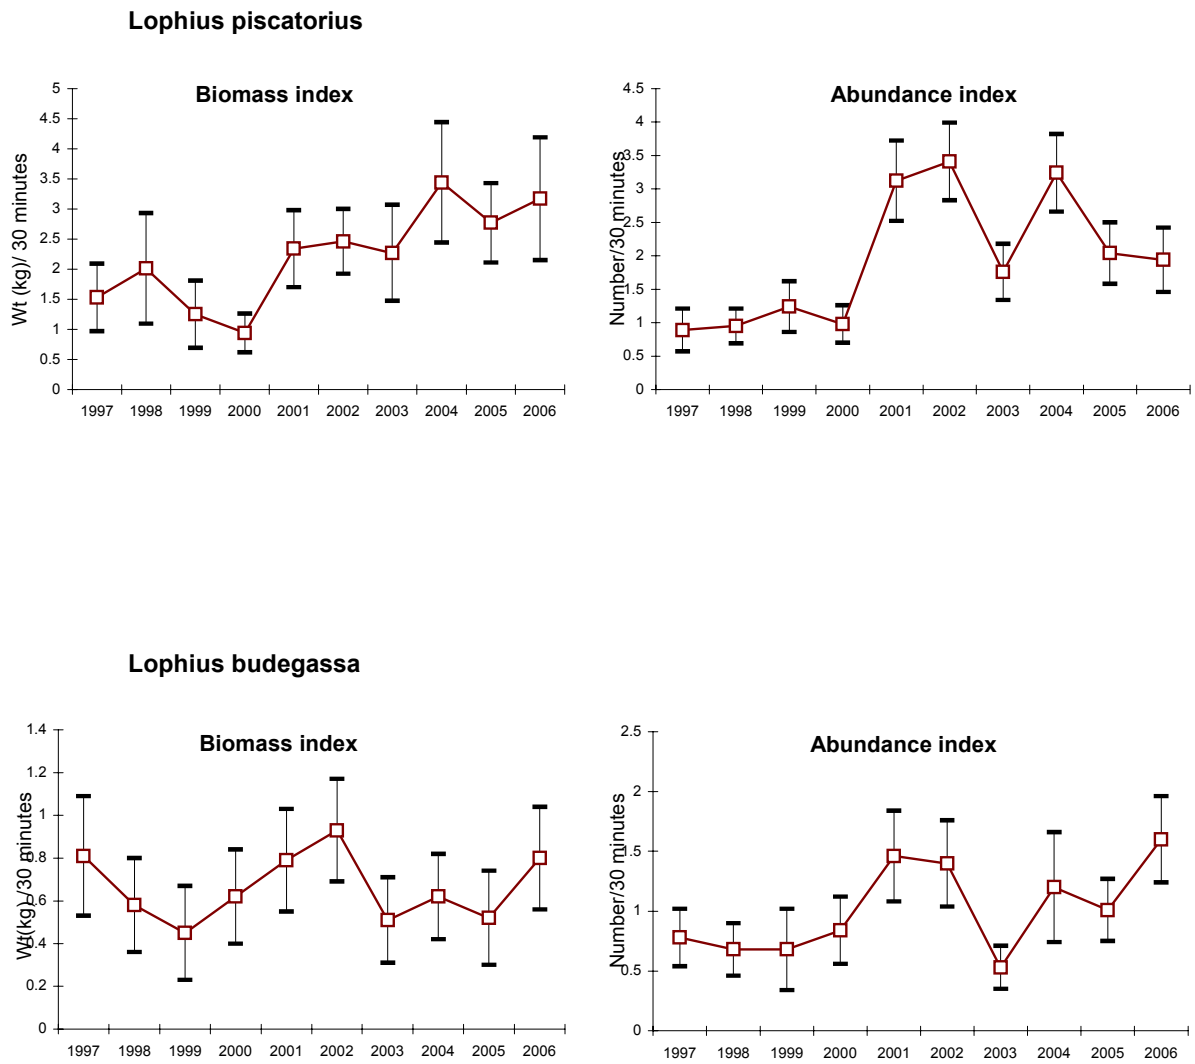 Lophius piscatorius
Biomass index
Wt (kg)/ 30 minutes
5
4.5
4
3.5
3
2.5
2
1.5
1
0.5
0
1997 1998 1999 2000 2001 2002 2003 2004 2005 2006
Abundance index
Number/30 minutes
4.5
4
3.5
3
2.5
2
1.5
1
0.5
0
1997 1998 1999 2000 2001 2002 2003 2004 2005 2006
Lophius budegassa
Biomass index
Wt(kg) /30 minutes
1.4
1.2
1
0.8
0.6
0.4
0.2
0
1997 1998 1999 2000 2001 2002 2003 2004 2005 2006
Abundance index
Number/30 minutes
2.5
2
1.5
1
0.5
0
1997 1998 1999 2000 2001 2002 2003 2004 2005 2006